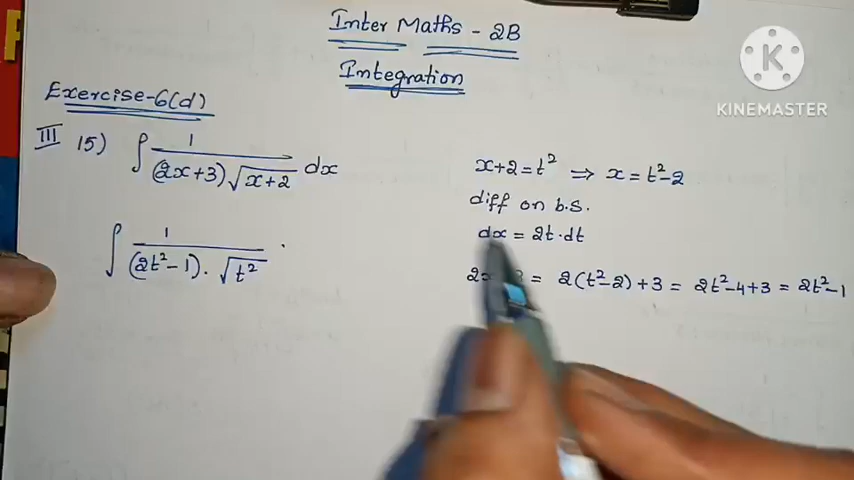 Inter Maths - 2B
Integration
KINEMASTER
Exercise-6(d)
III 15) ∫ 1/((2x+3)√(x+2)) dx
x+2=t² ⇒ x=t²-2
diff on b.s.
dx = 2t·dt
2x = 2(t²-2)+3 = 2t²-4+3 = 2t²-1
∫ 1/((2t²-1)·√(t²)) ·